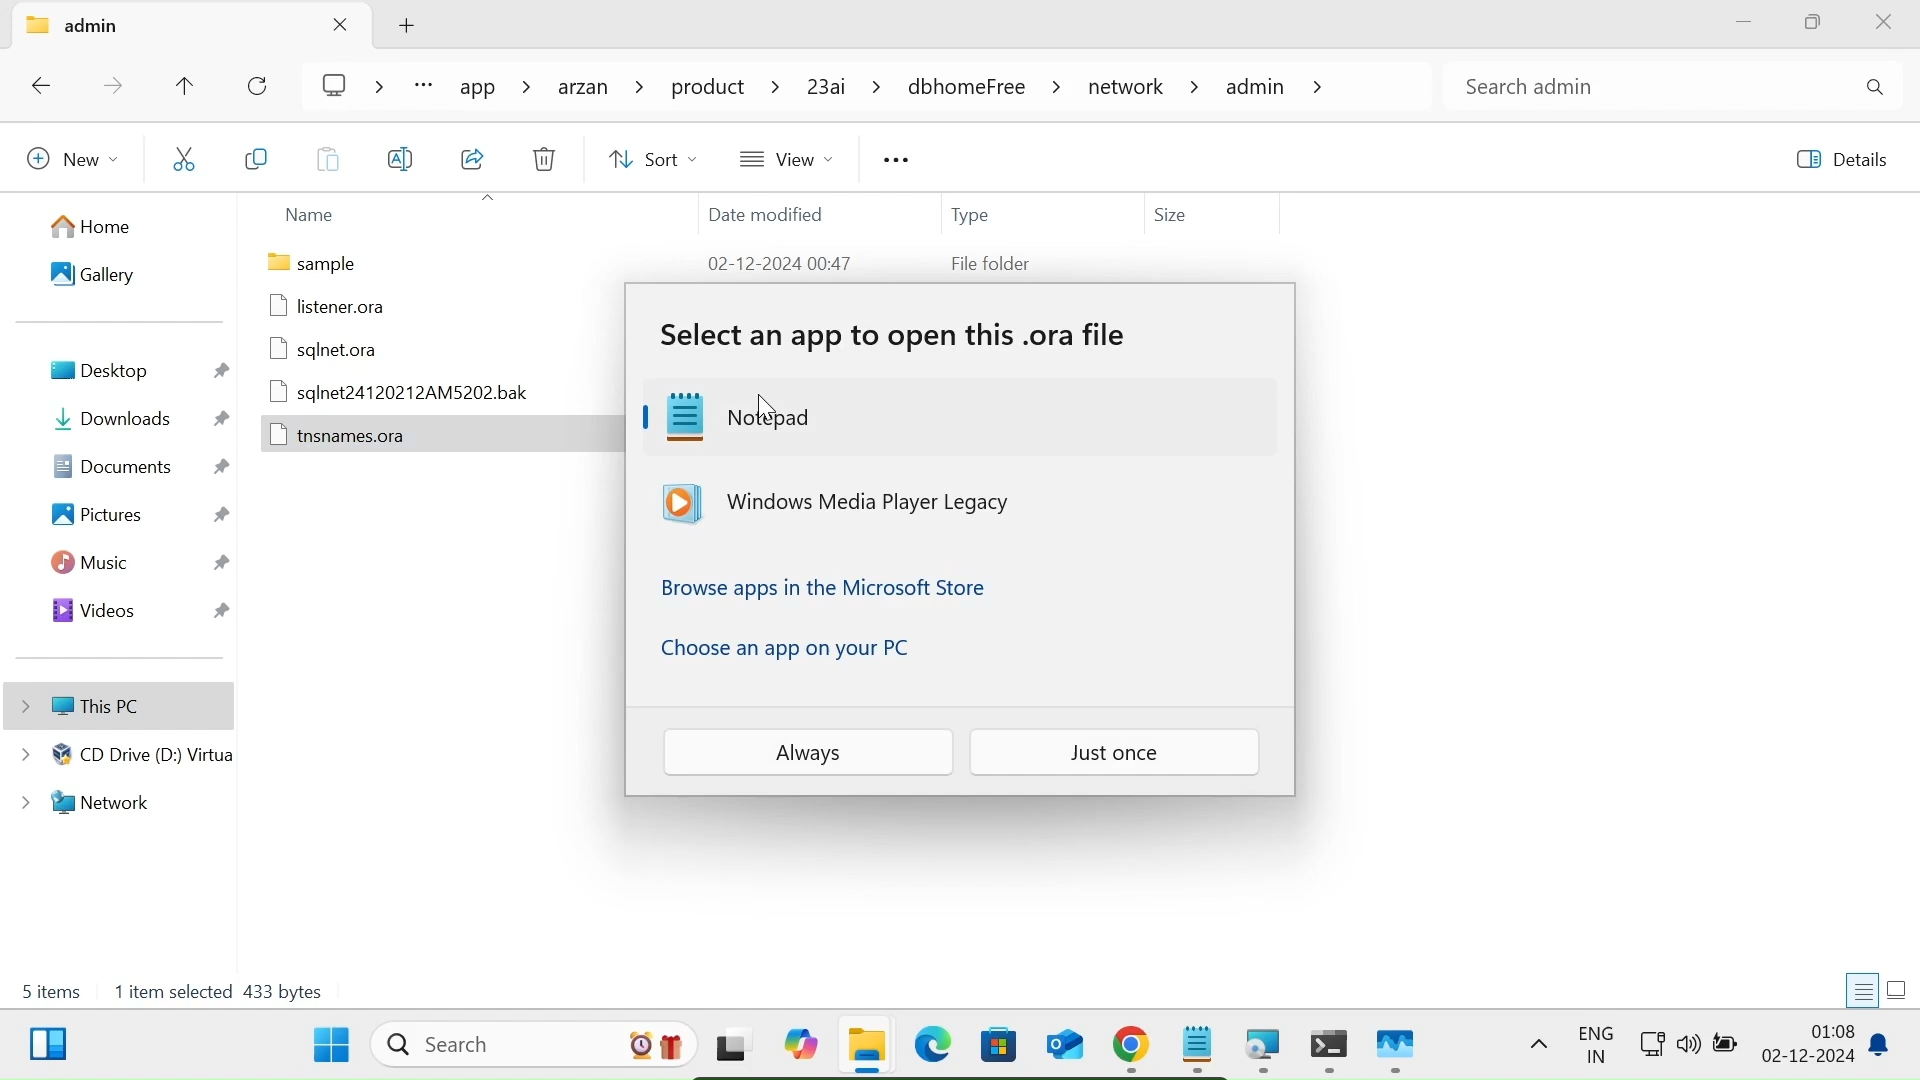 admin
app
arzan
product
23ai
dbhomeFree
network
admin
Search admin
New
Sort
View
Details
Name
Date modified
Type
Size
Home
Gallery
Desktop
Downloads
Documents
Pictures
Music
Videos
This PC
CD Drive (D:) Virtua
Network
sample
02-12-2024 00:47
File folder
listener.ora
sqlnet.ora
sqlnet24120212AM5202.bak
tnsnames.ora
Select an app to open this .ora file
Notepad
Windows Media Player Legacy
Browse apps in the Microsoft Store
Choose an app on your PC
Always
Just once
5 items
1 item selected 433 bytes
Search
ENG
IN
01:08
02-12-2024